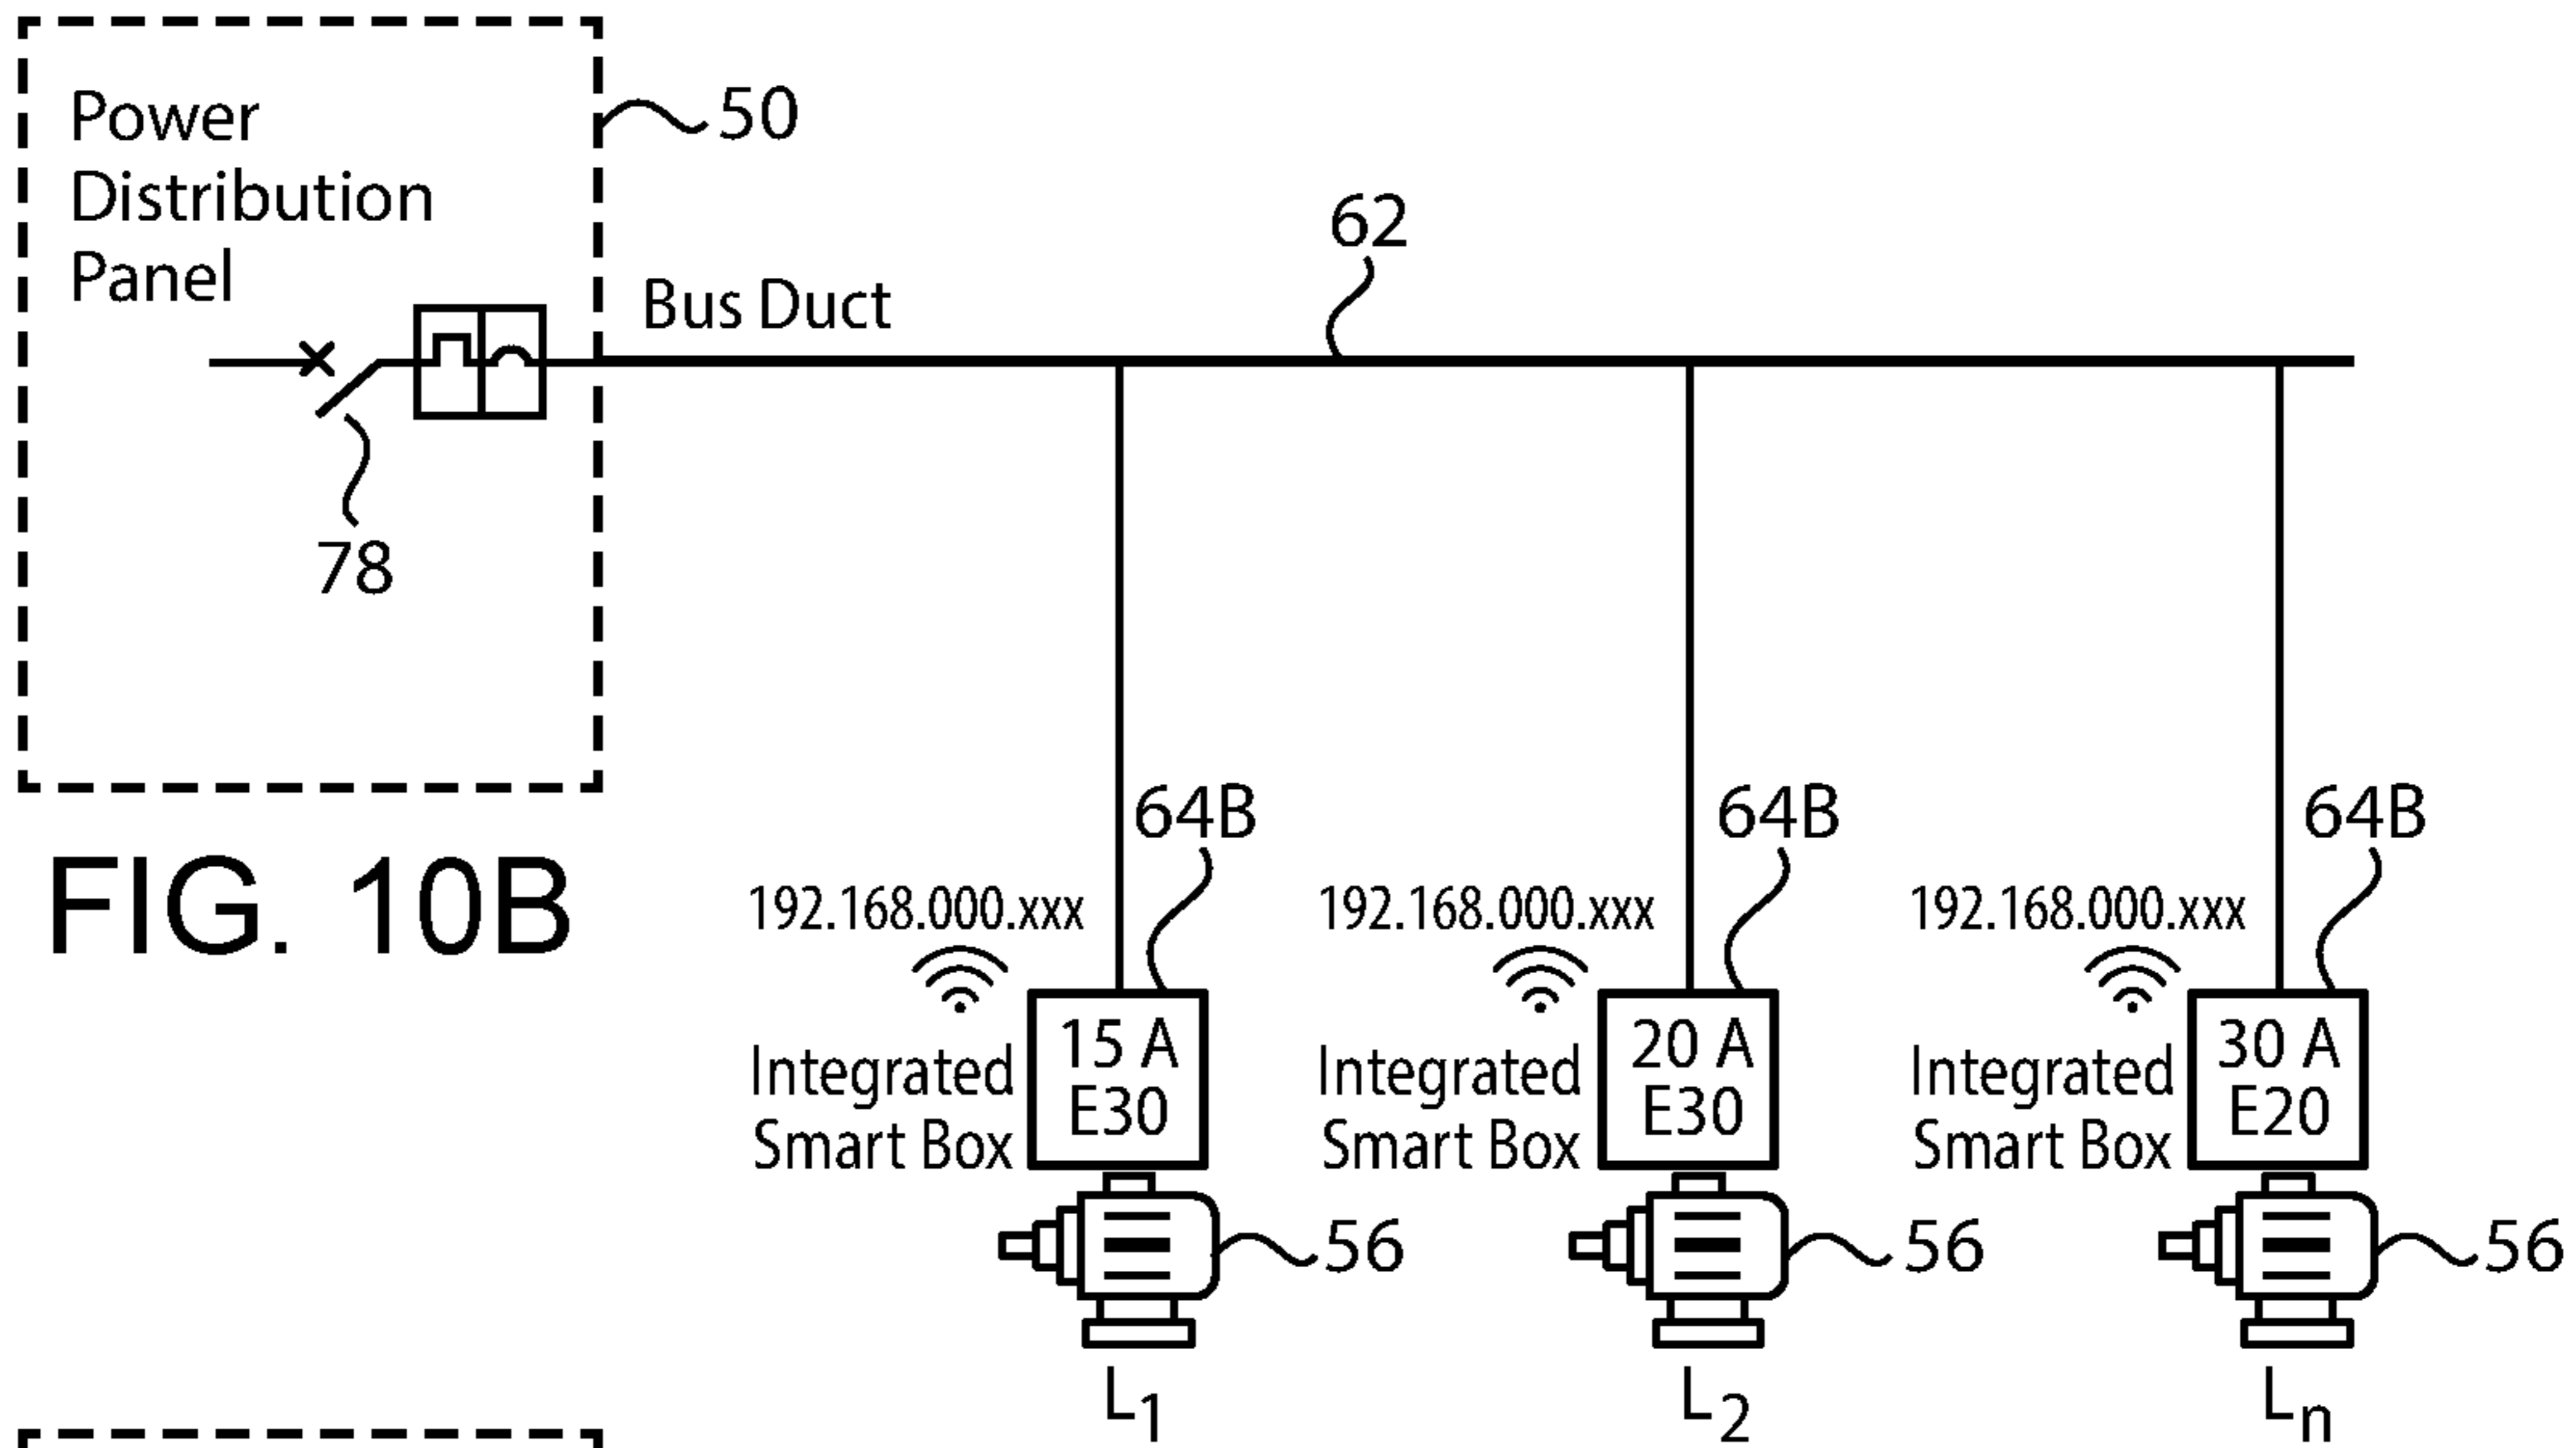 Power
Distribution
Panel
50
Bus Duct
62
78
FIG. 10B
64B
64B
64B
192.168.000.xxx
192.168.000.xxx
192.168.000.xxx
15 A
E30
20 A
E30
30 A
E20
Integrated
Smart Box
Integrated
Smart Box
Integrated
Smart Box
56
56
56
L1
L2
Ln